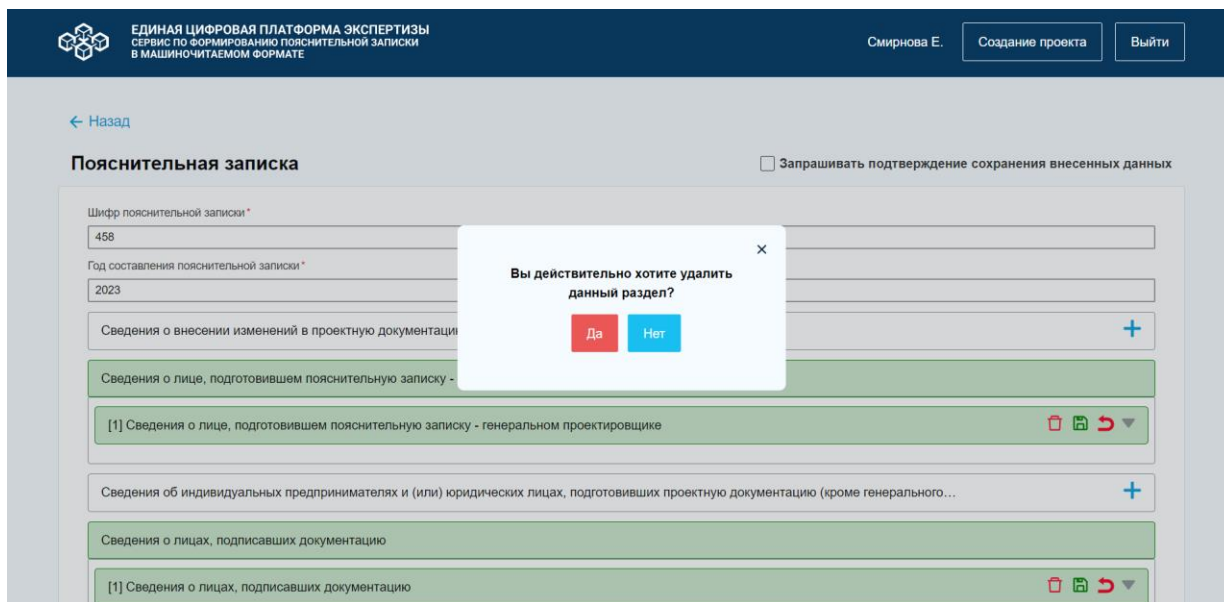 ЕДИНАЯ ЦИФРОВАЯ ПЛАТФОРМА ЭКСПЕРТИЗЫ
СЕРВИС ПО ФОРМИРОВАНИЮ ПОЯСНИТЕЛЬНОЙ ЗАПИСКИ
В МАШИНОЧИТАЕМОМ ФОРМАТЕ
Смирнова Е.
Создание проекта
Выйти
← Назад
Пояснительная записка
Запрашивать подтверждение сохранения внесенных данных
Шифр пояснительной записки*
458
Год составления пояснительной записки*
2023
Вы действительно хотите удалить
данный раздел?
Да
Нет
Сведения о внесении изменений в проектную
Сведения о лице, подготовившем пояснительную записку -
[1] Сведения о лице, подготовившем пояснительную записку - генеральном проектировщике
Сведения об индивидуальных предпринимателях и (или) юридических лицах, подготовивших проектную документацию (кроме генерального...
Сведения о лицах, подписавших документацию
[1] Сведения о лицах, подписавших документацию